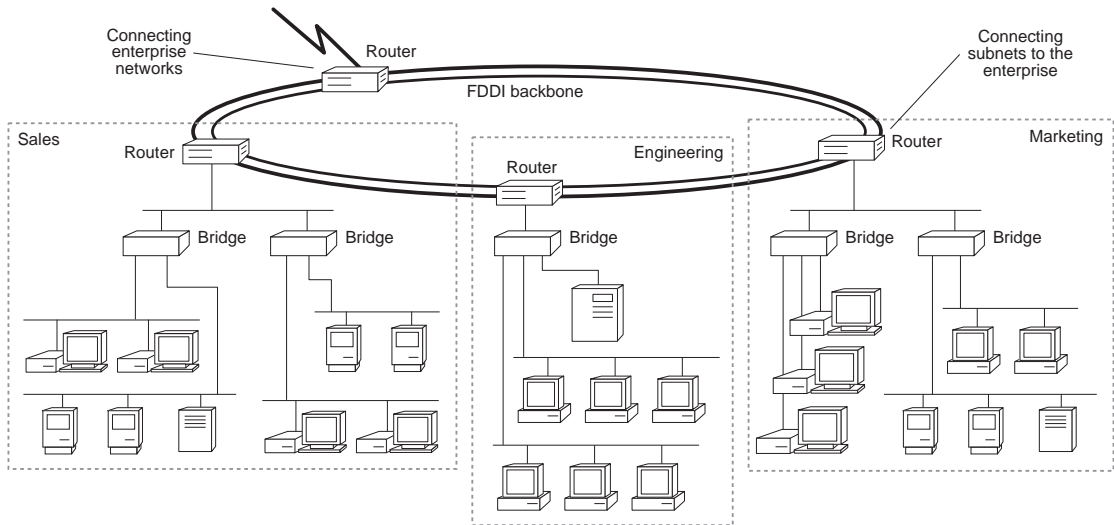 Connecting
enterprise
networks
Router
Connecting
subnets to the
enterprise
FDDI backbone
Sales
Router
Router
Engineering
Router
Marketing
Bridge
Bridge
Bridge
Bridge
Bridge